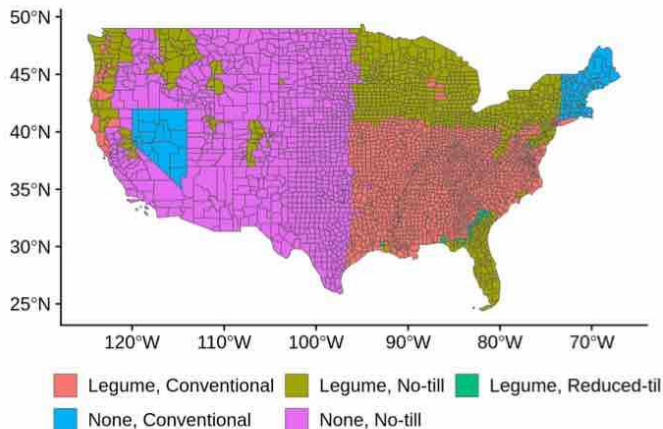 50°N
45°N
40°N
35°N
30°N
25°N
120°W 110°W 100°W 90°W 80°W 70°W
Legume, Conventional Legume, No-till Legume, Reduced-til
None, Conventional None, No-till